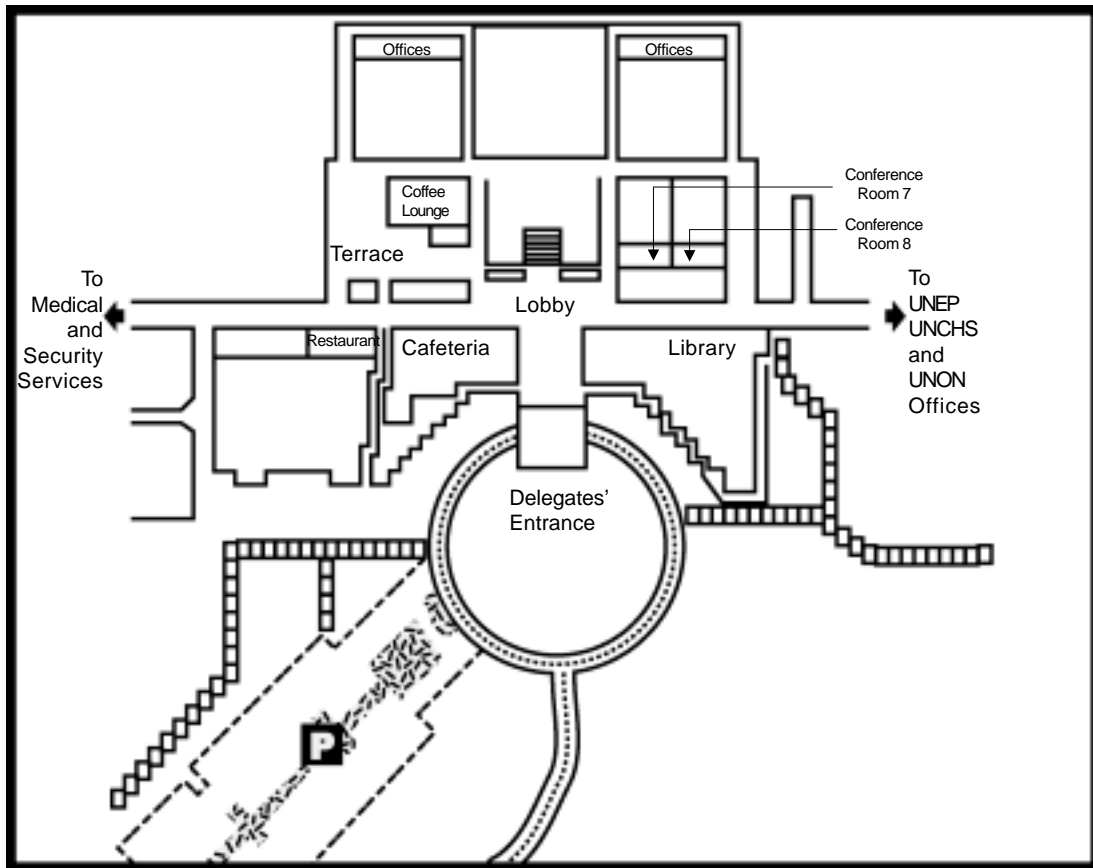 Offices
Offices
Conference
Room 7
Coffee
Lounge
Conference
Room 8
Terrace
To
Medical
and
Security
Services
Lobby
To
UNEP
UNCHS
and
UNON
Offices
Restaurant
Cafeteria
Library
Delegates’
Entrance
P